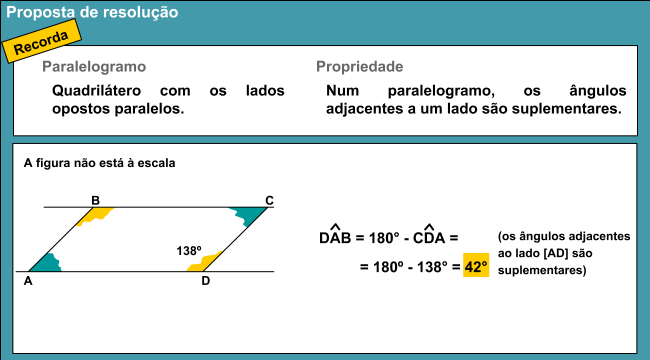 Proposta de resolução
Recorda
Paralelogramo
Quadrilátero com os lados
opostos paralelos.
Propriedade
Num paralelogramo, os ângulos
adjacentes a um lado são suplementares.
A figura não está à escala
B
C
138º
A
D
DÂB = 180° - CD̂A =
= 180º - 138° = 42°
(os ângulos adjacentes
ao lado [AD] são
suplementares)